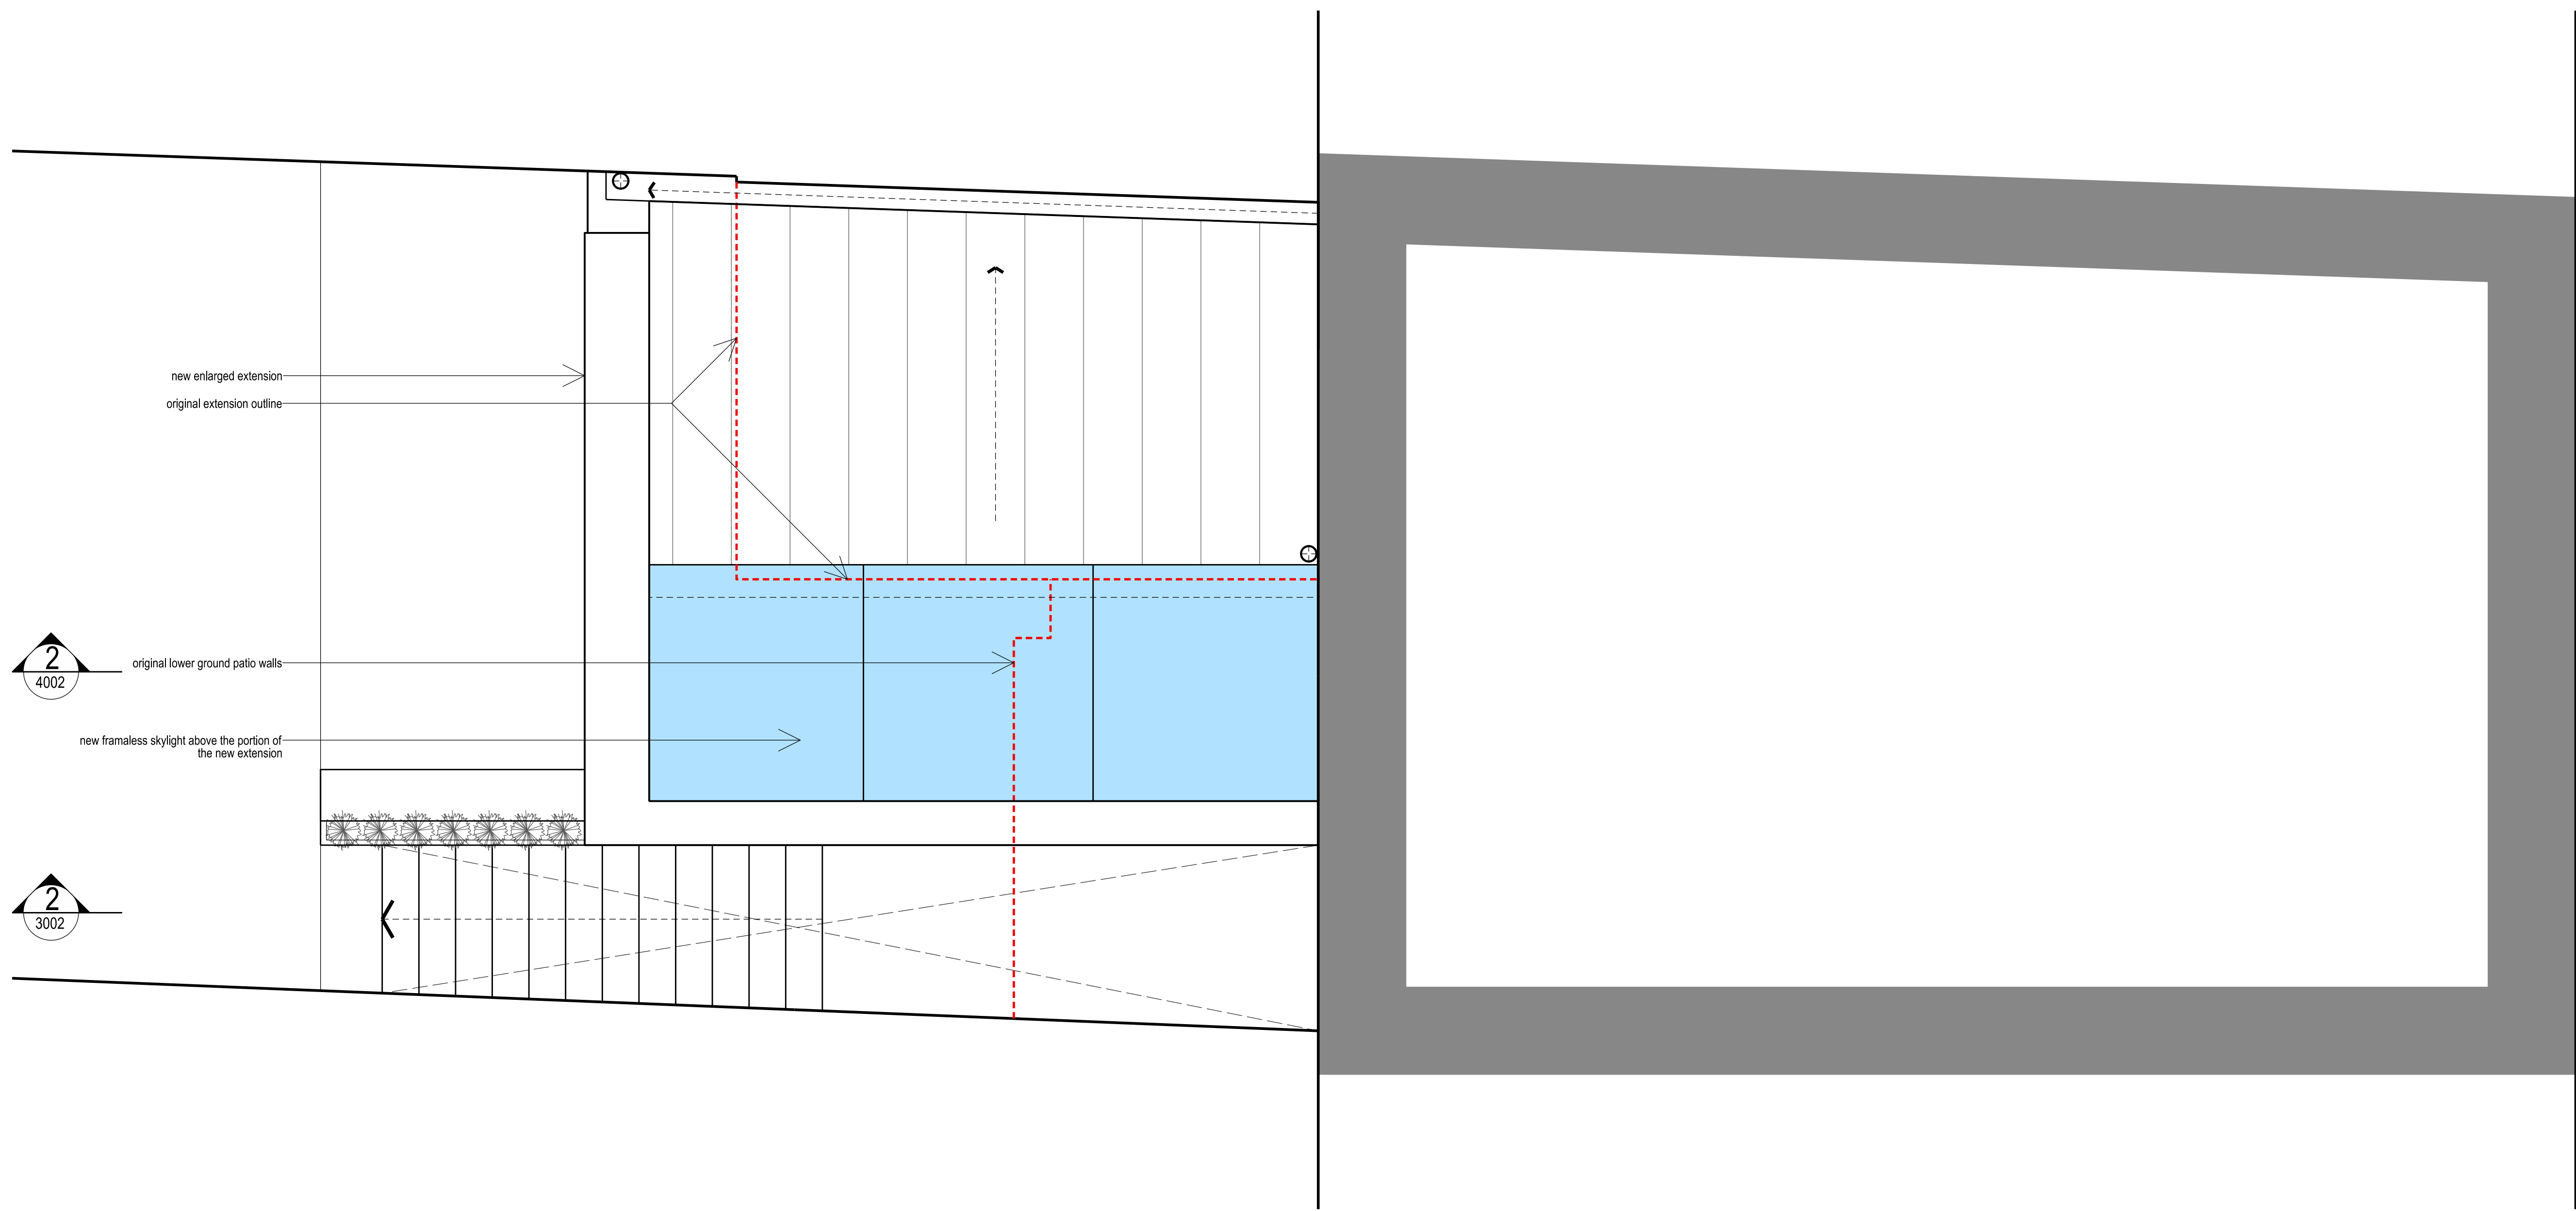 new enlarged extension
original extension outline
2
4002
original lower ground patio walls
new framaless skylight above the portion of
the new extension
2
3002